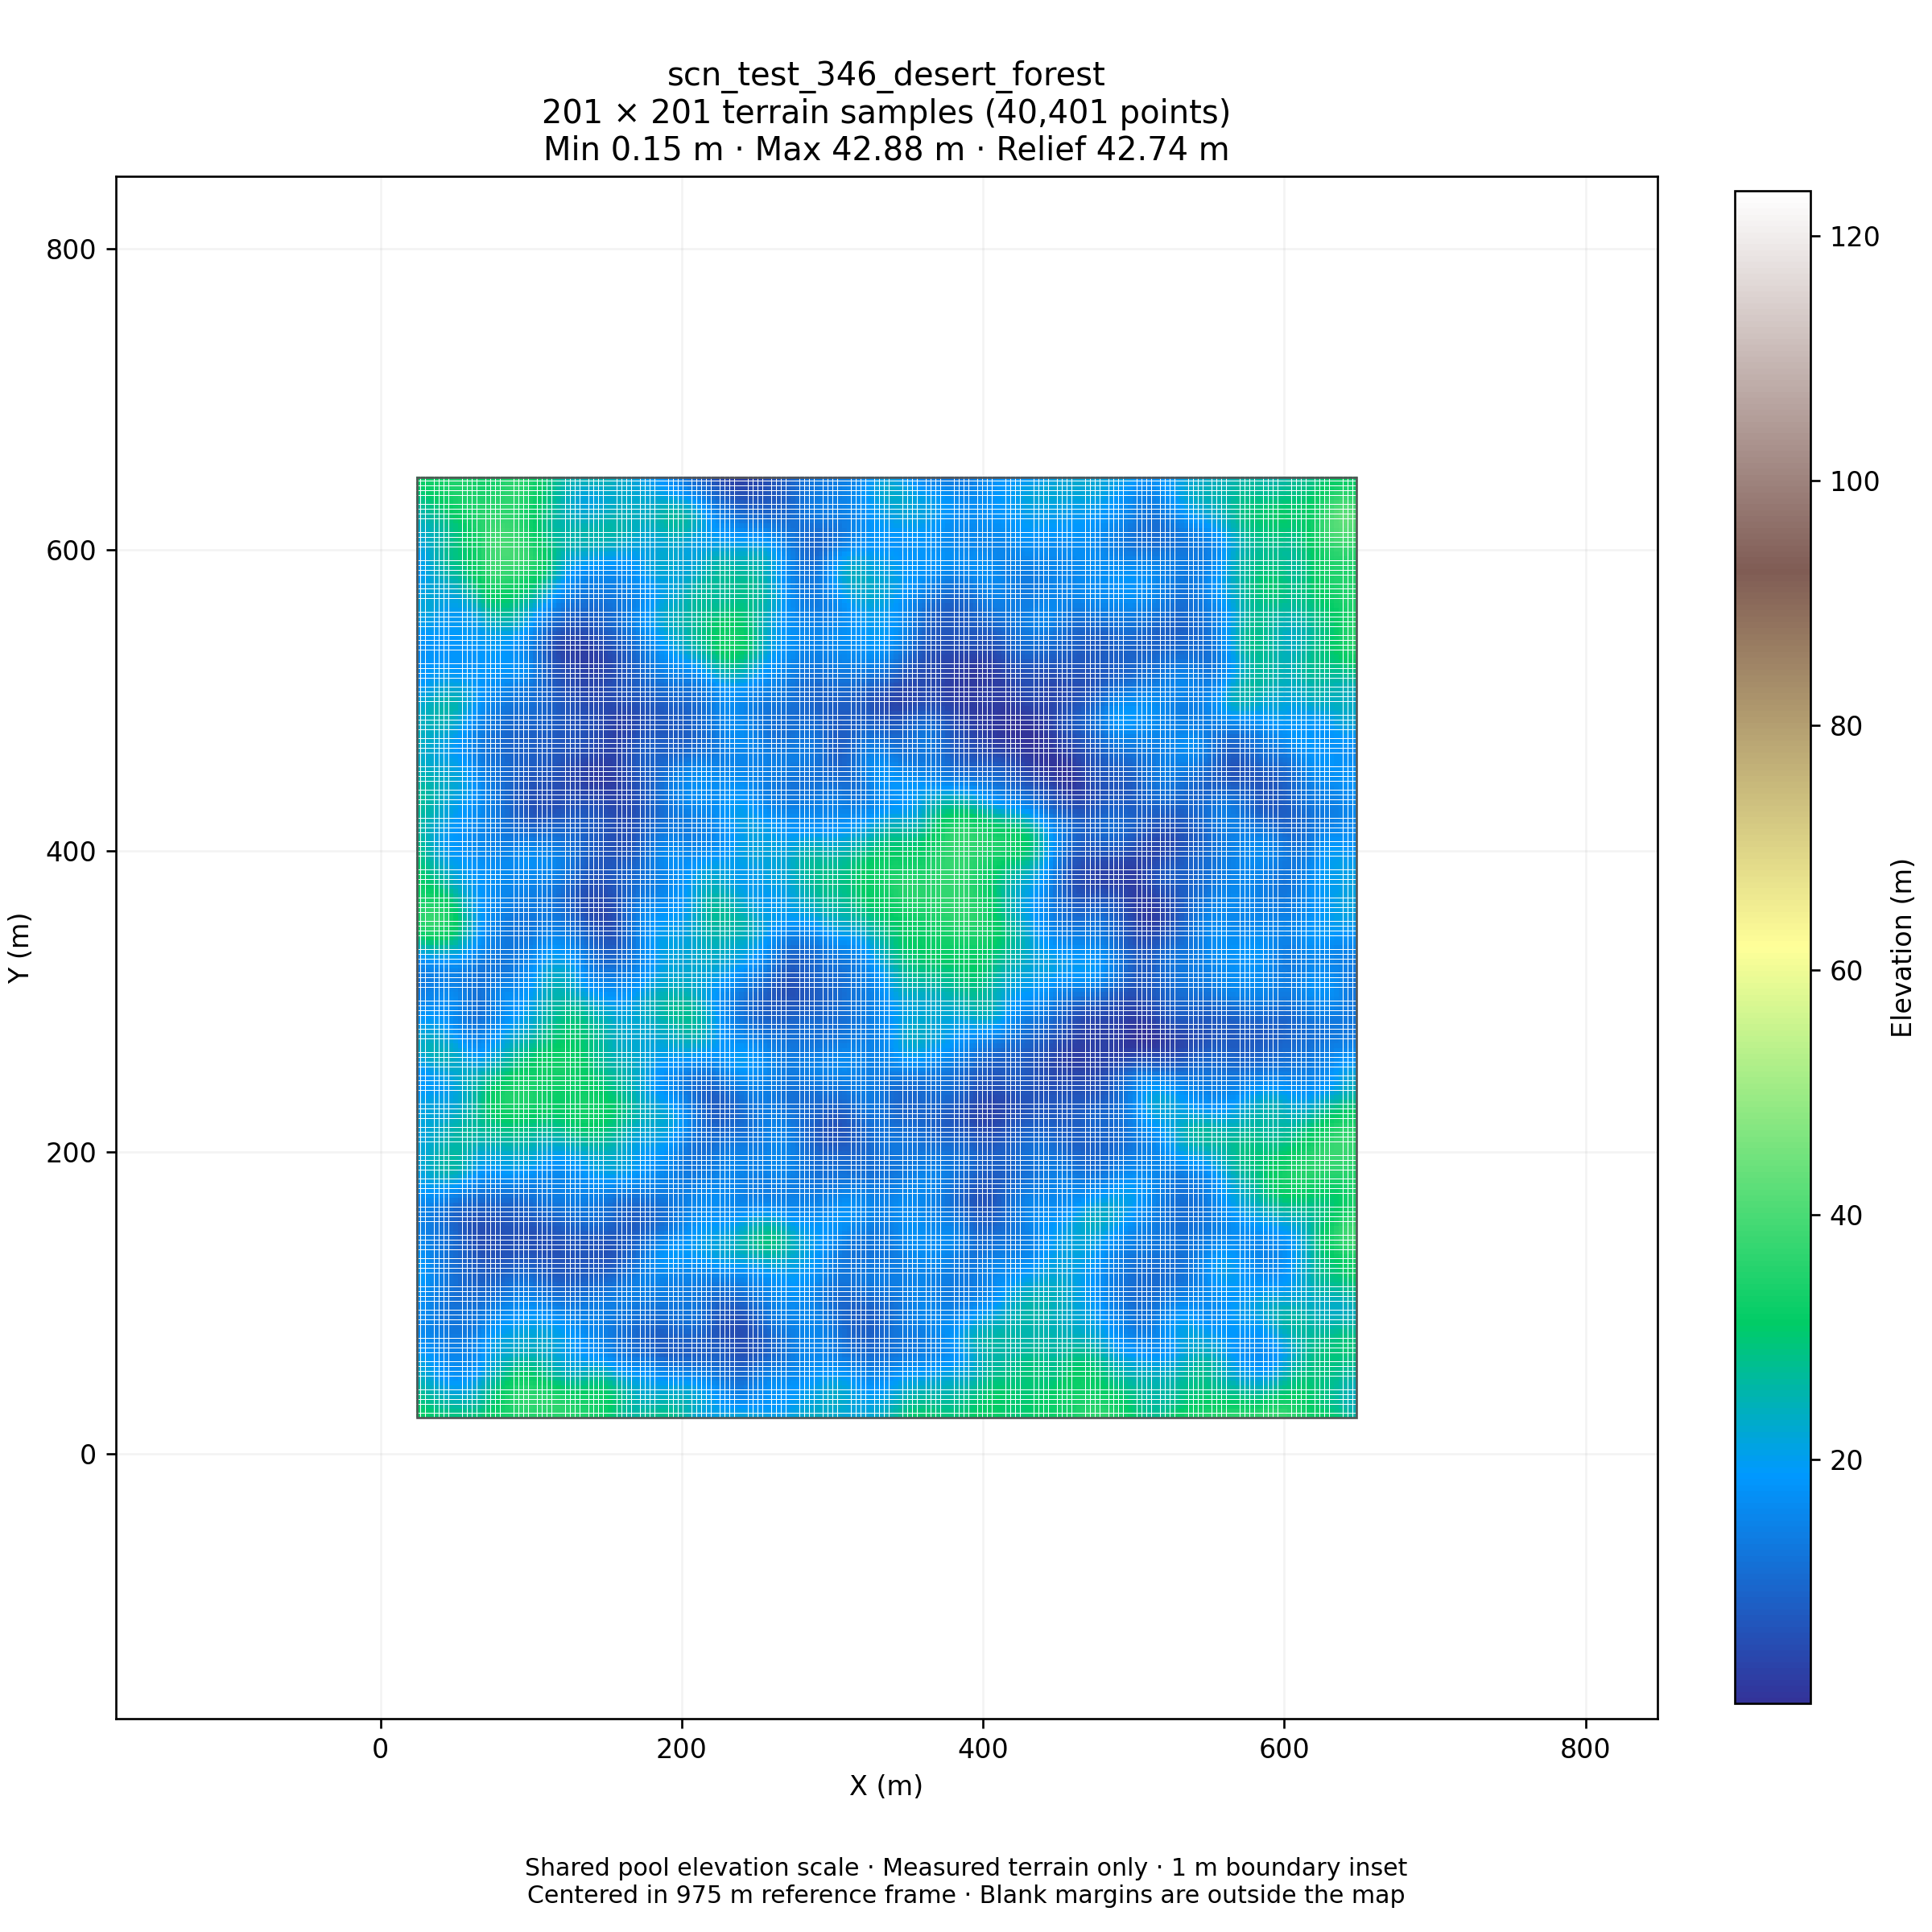 scn_test_346_desert_forest
201 × 201 terrain samples (40,401 points)
Min 0.15 m · Max 42.88 m · Relief 42.74 m
800
600
400
200
0
Y (m)
0
200
400
600
800
X (m)
120
100
80
60
40
20
Elevation (m)
Shared pool elevation scale · Measured terrain only · 1 m boundary inset
Centered in 975 m reference frame · Blank margins are outside the map